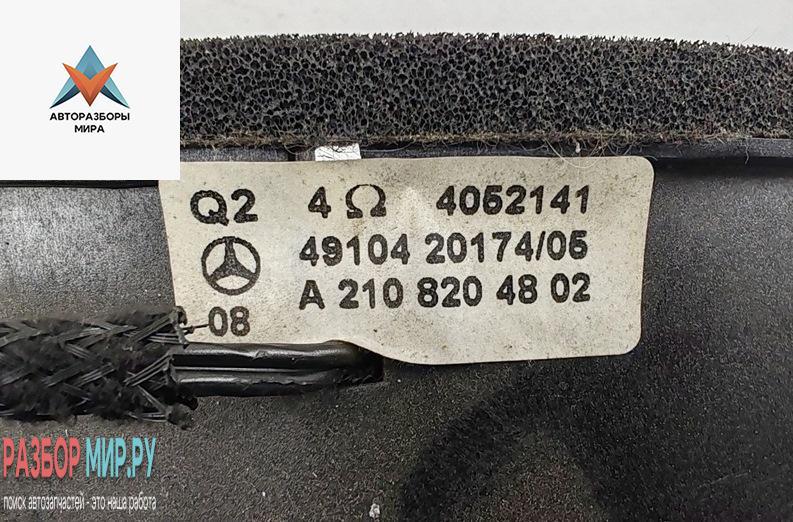 АВТОРАЗБОРЫ
МИРА
Q2 4Ω 4052141
49104 20174/05
A 210 820 48 02
08
РАЗБОР МИР.РУ
поиск автозапчастей - это наша работа